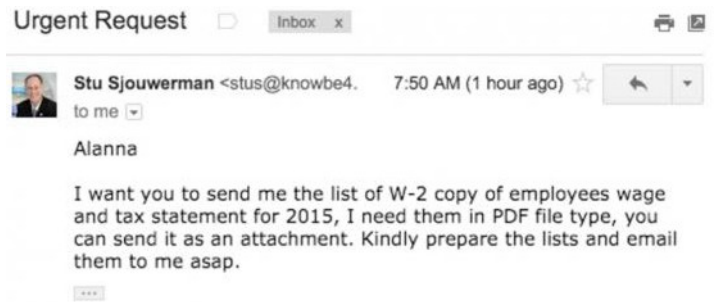 Urgent Request
Inbox x
Stu Sjouwerman <stus@knowbe4. 7:50 AM (1 hour ago)
to me
Alanna
I want you to send me the list of W-2 copy of employees wage
and tax statement for 2015, I need them in PDF file type, you
can send it as an attachment. Kindly prepare the lists and email
them to me asap.
...